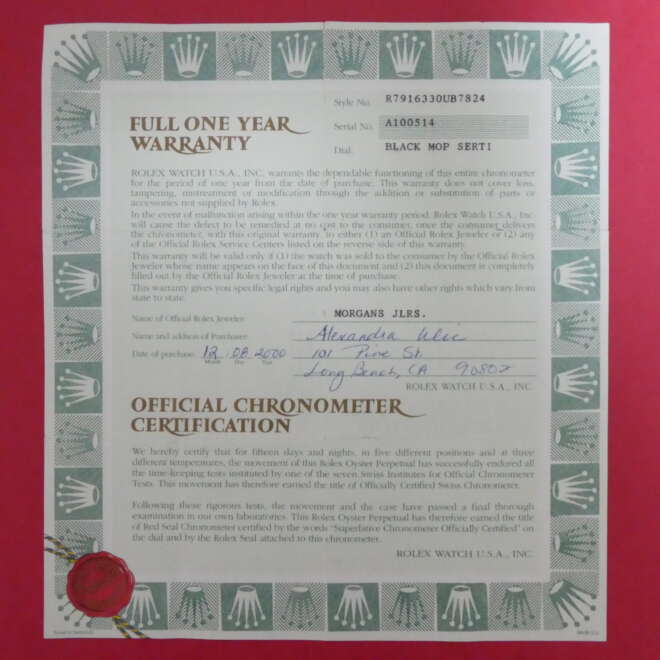 Style No. R7916330UB7824
FULL ONE YEAR
WARRANTY
Serial No. A100514
Dial: BLACK MOP SERTI
ROLEX WATCH U.S.A., INC. warrants the dependable functioning of this entire chronometer
for the period of one year from the date of purchase. This warranty does not cover loss,
tampering, mistreatment or modification through the addition or substitution of parts or
accessories not supplied by Rolex.
In the event of malfunction arising within the one year warranty period, Rolex Watch U.S.A., Inc.
will cause the defect to be remedied at no cost to the consumer, once the consumer delivers
the chronometer, with this original warranty to either (1) an Official Rolex Jeweler or (2) any
of the Official Rolex Service Centers listed on the reverse side of this warranty.
This warranty will be valid only if (1) the watch was sold to the consumer by the Official Rolex
Jeweler whose name appears on the face of this document and (2) this document is completely
filled out by the Official Rolex Jeweler at the time of purchase.
This warranty gives you specific legal rights and you may also have other rights which vary from
state to state.
Name of Official Rolex Jeweler: MORGANS JLRS.
Name and address of Purchaser: Alexandra
Date of purchase: 12 08 2000 101 Pine St.
Month Day Year
Long Beach, CA 90802
ROLEX WATCH U.S.A., INC.
OFFICIAL CHRONOMETER
CERTIFICATION
We hereby certify that for fifteen days and nights, in five different positions and at three
different temperatures, the movement of this Rolex Oyster Perpetual has successfully endured all
the time-keeping tests instituted by one of the seven Swiss Institutes for Official Chronometer
Tests. This movement has therefore earned the title of Officially Certified Swiss Chronometer.
Following these rigorous tests, the movement and the case have passed a final thorough
examination in our own laboratories. This Rolex Oyster Perpetual has therefore earned the title
of Red Seal Chronometer certified by the words "Superlative Chronometer Officially Certified" on
the dial and by the Rolex Seal attached to this chronometer.
ROLEX WATCH U.S.A., INC.